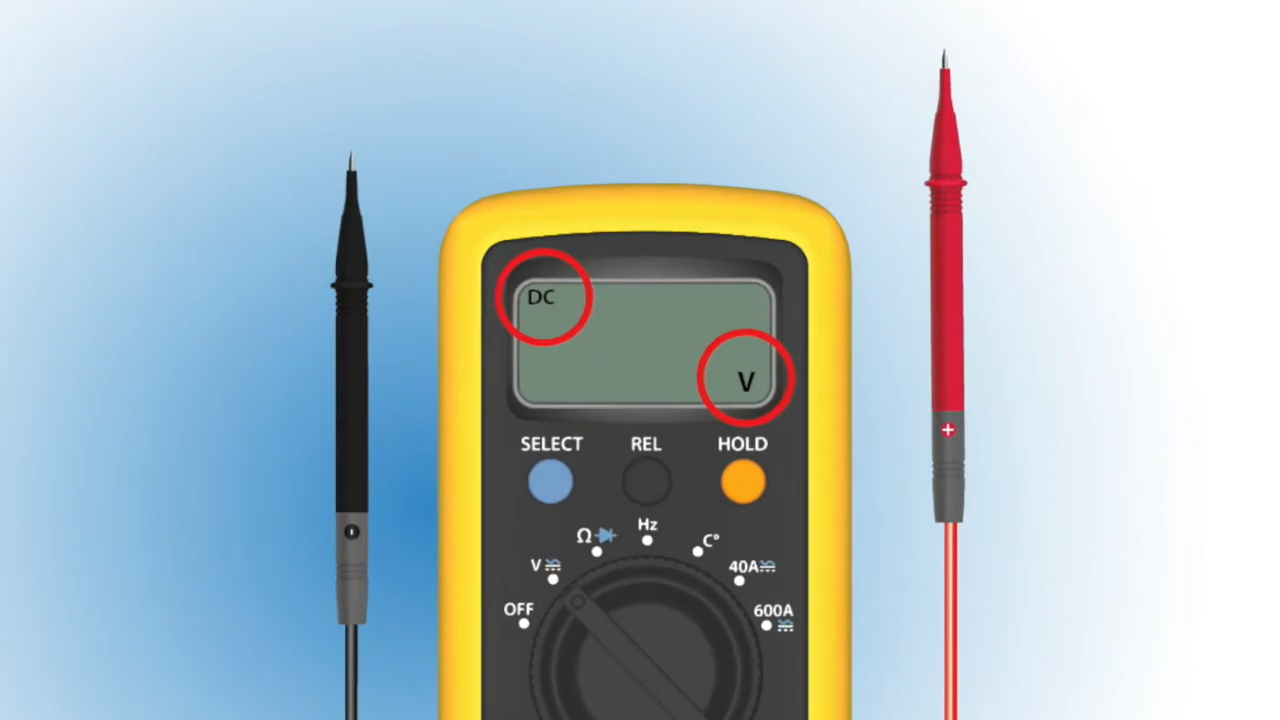 DC
V
SELECT REL HOLD
Hz
Ω
C°
V
40A
OFF
600A